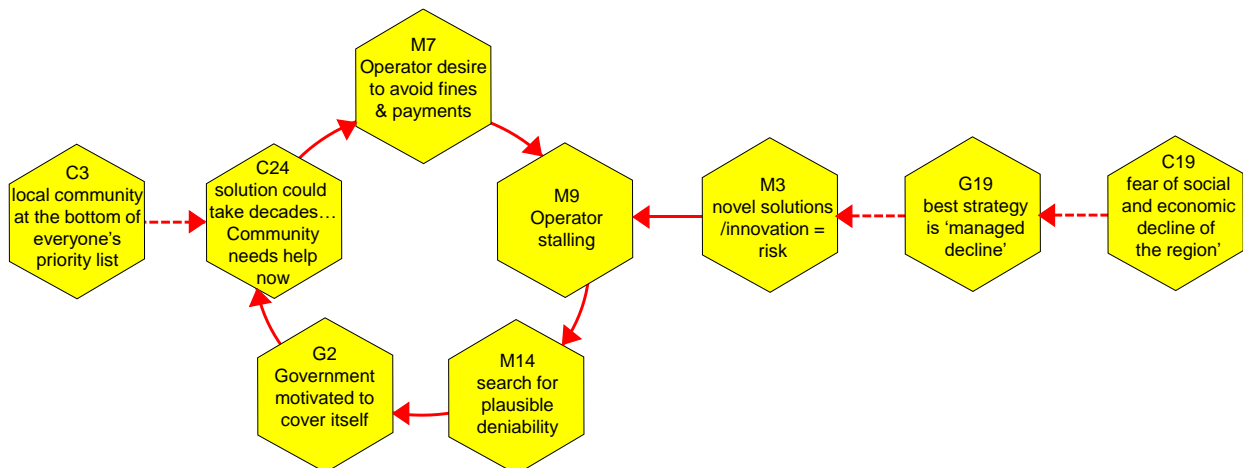 M7
Operator desire
to avoid fines
& payments
C3
local community
at the bottom of
everyone's
priority list
C24
solution could
take decades…
Community
needs help
now
M9
Operator
stalling
M3
novel solutions
/innovation =
risk
G19
best strategy
is ‘managed
decline’
C19
fear of social
and economic
decline of
the region’
G2
Government
motivated to
cover itself
M14
search for
plausible
deniability